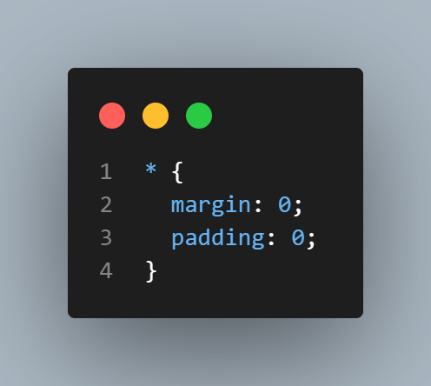 1 * {
2   margin: 0;
3   padding: 0;
4 }